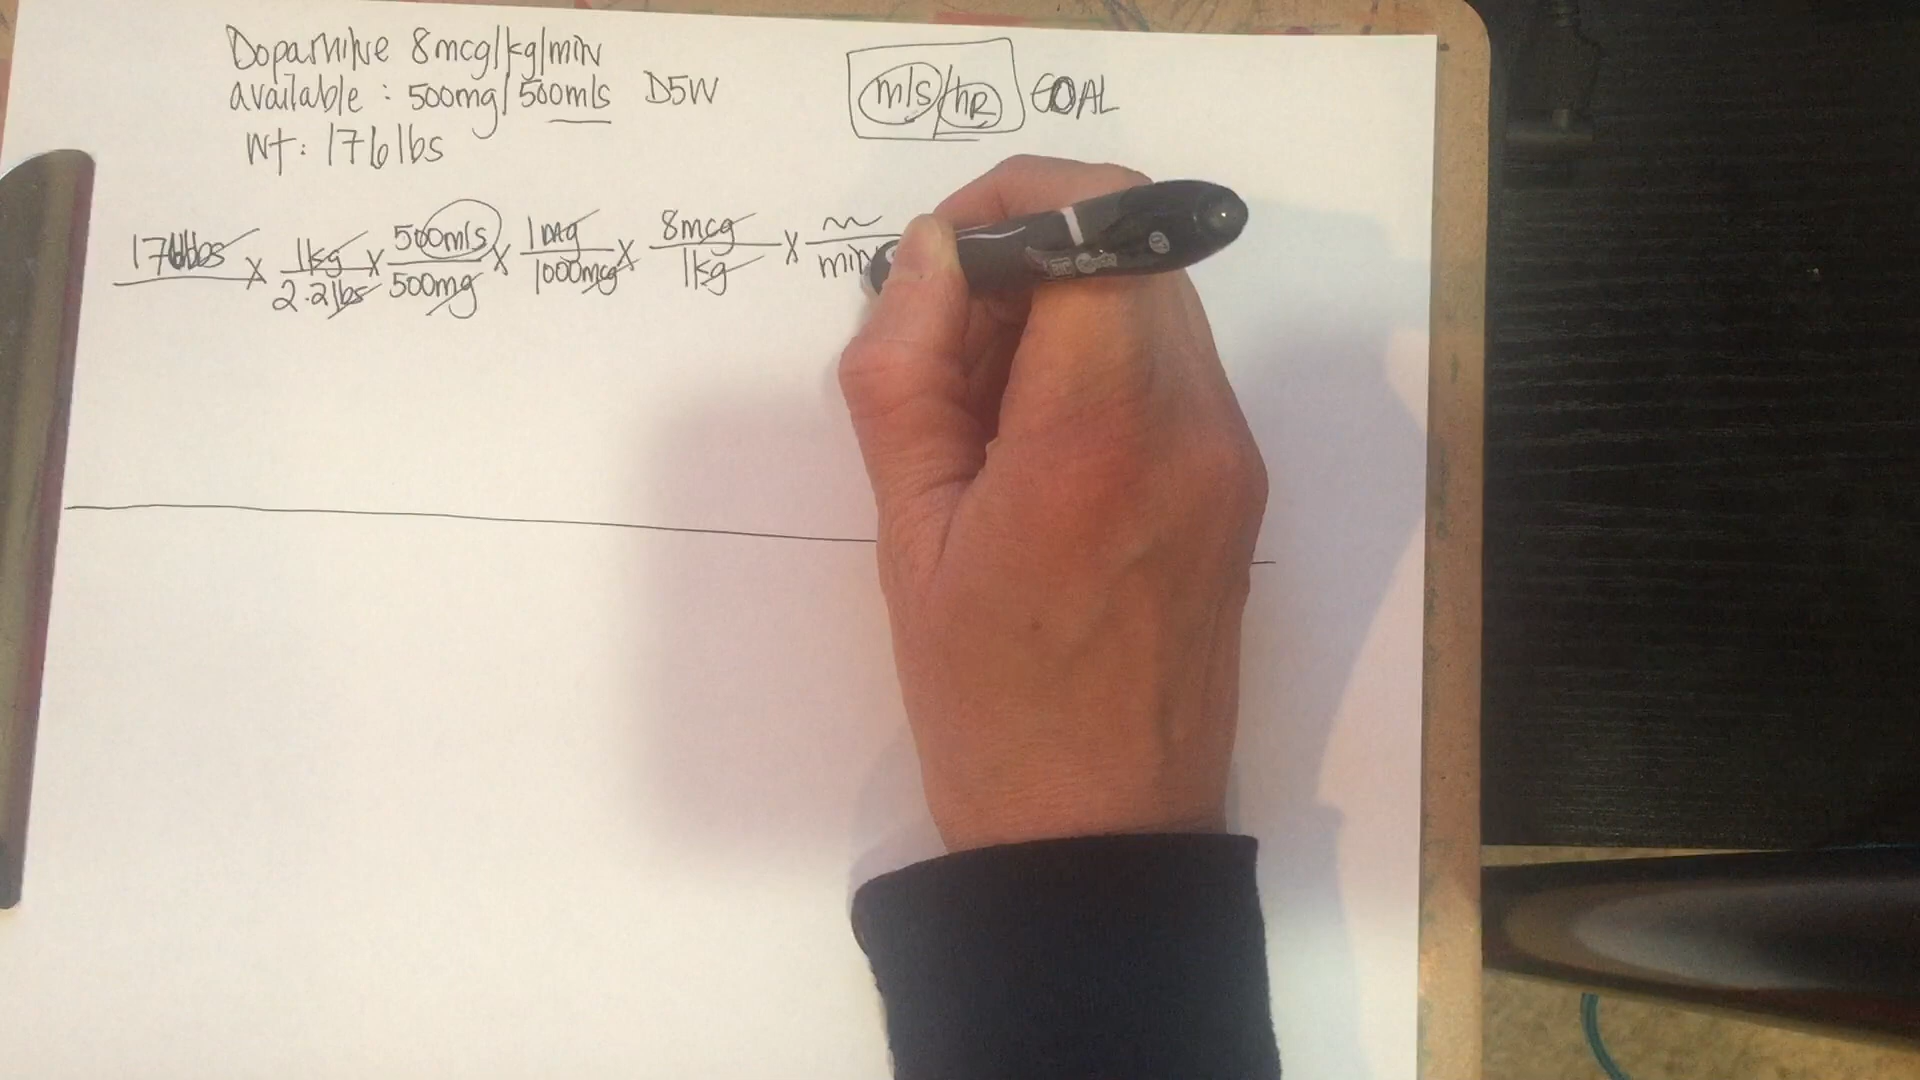 Dopamine 8mcg/kg/min
available : 500mg/500mls D5W
mls/hR GOAL
wt: 176lbs
176lbs x 1kg/2.2lbs x 500mls/500mg x 1mg/1000mcg x 8mcg/1kg x /min